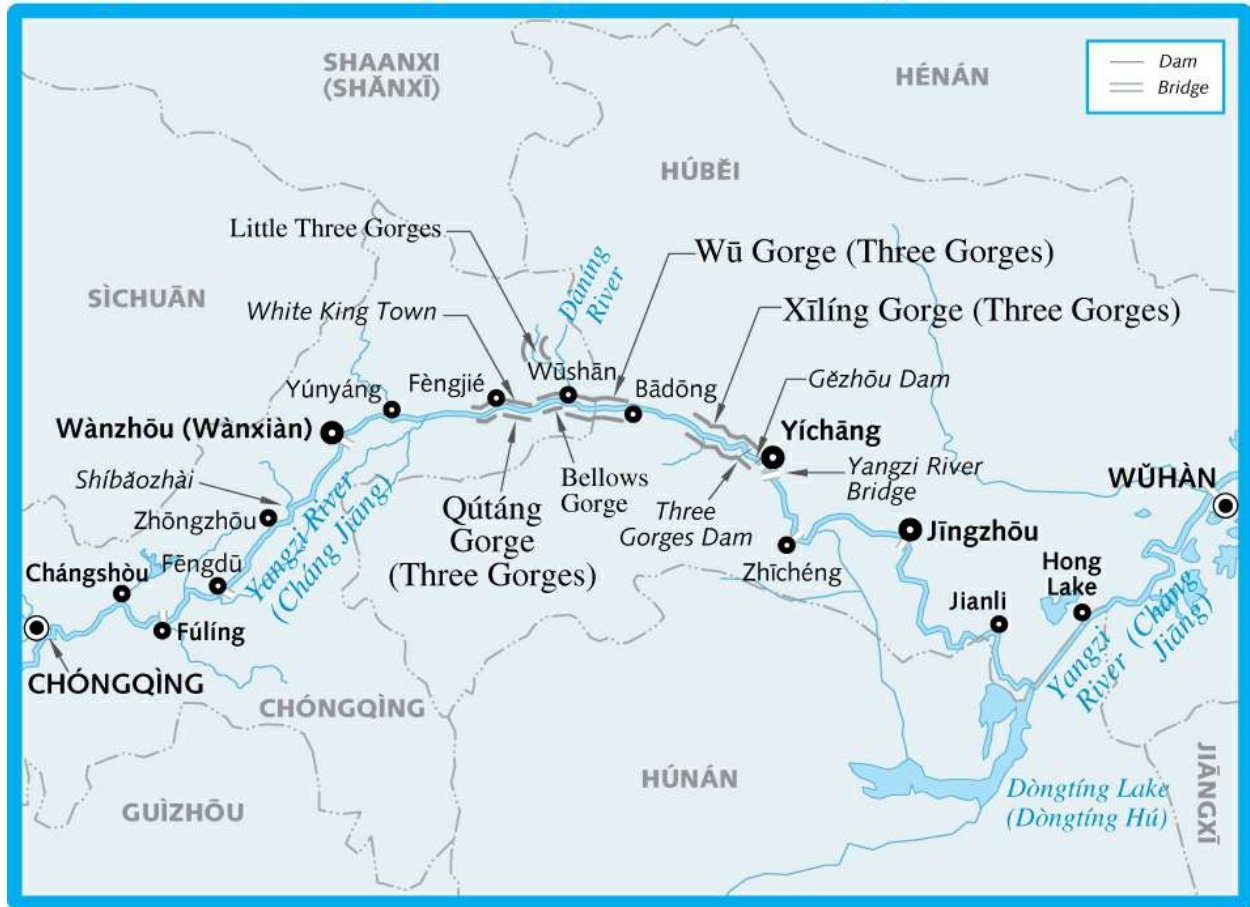 SHAANXI
(SHǍNXĪ)
HÉNÁN
Dam
Bridge
HÚBĚI
Little Three Gorges
Wū Gorge (Three Gorges)
Dàníng
River
SÌCHUĀN
White King Town
Xīlíng Gorge (Three Gorges)
Wūshān
Yúnyáng
Fèngjié
Bādōng
Gězhōu Dam
Wànzhōu (Wànxiàn)
Yíchāng
Shíbǎozhài
Bellows
Gorge
Yangzi River
Bridge
WǓHÀN
Zhōngzhōu
Qútáng
Gorge
(Three Gorges)
Three
Gorges Dam
Jīngzhōu
Yangzi River
(Cháng Jiāng)
Chángshòu
Fēngdū
Zhīchéng
Hong
Lake
Jianli
Fúlíng
Yangzi
River (Cháng
Jiāng)
CHÓNGQÌNG
CHÓNGQÌNG
HÚNÁN
JIĀNGXĪ
GUÌZHŌU
Dòngtíng Lake
(Dòngtíng Hú)